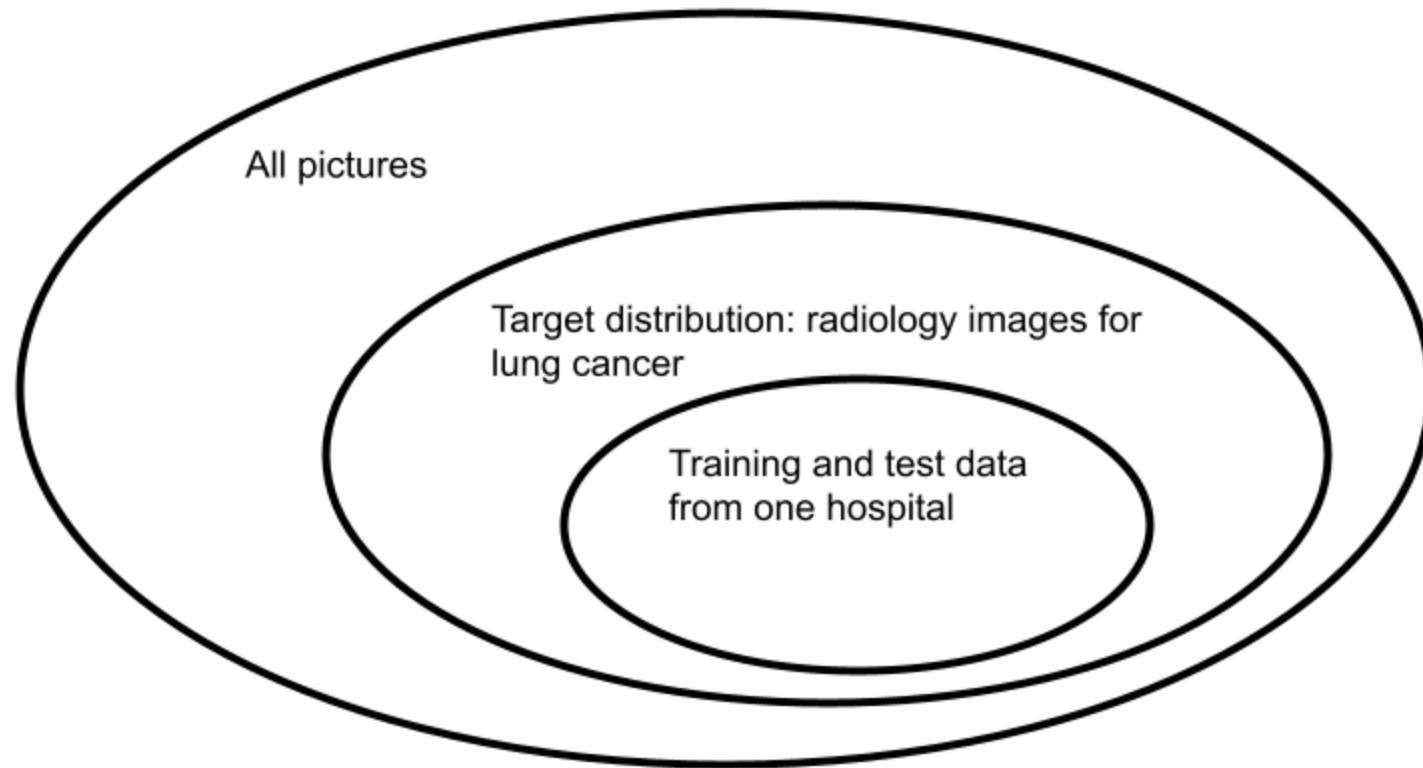 All pictures
Target distribution: radiology images for
lung cancer
Training and test data
from one hospital